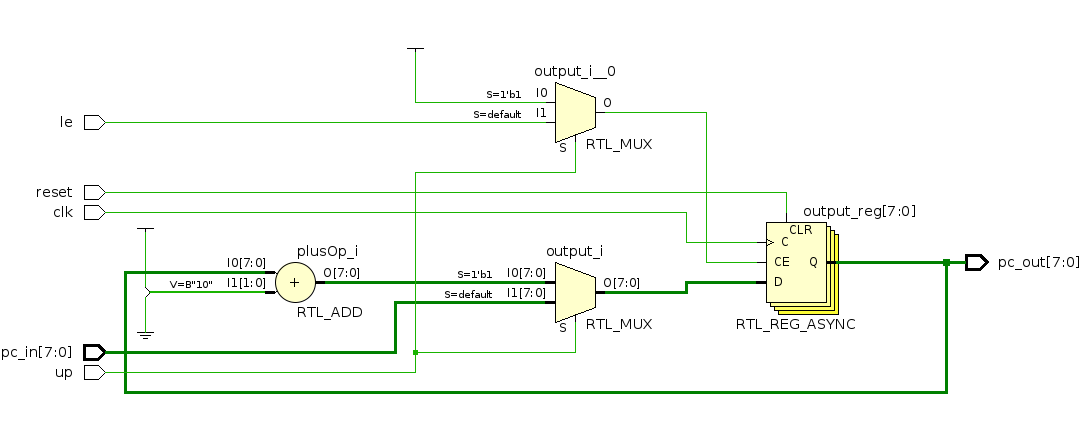 output_i__0
S=1'b1 I0
O
S=default I1
le
S
RTL_MUX
reset
clk
output_reg[7:0]
CLR
C
plusOp_i
output_i
I0[7:0]
CE
Q
pc_out[7:0]
O[7:0]
S=1'b1 I0[7:0]
V=B"10" I1[1:0]
O[7:0]
D
S=default I1[7:0]
RTL_ADD
S
RTL_MUX
RTL_REG_ASYNC
pc_in[7:0]
up